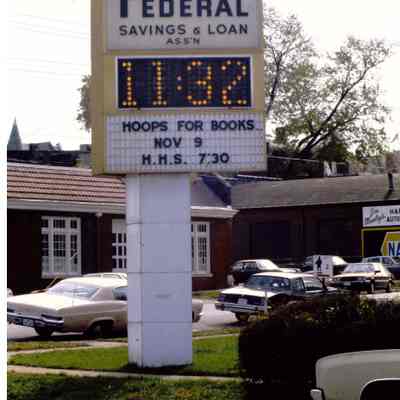 FEDERAL
SAVINGS & LOAN
ASS'N
11:32
HOOPS FOR BOOKS
NOV 9
H.H.S. 7:30